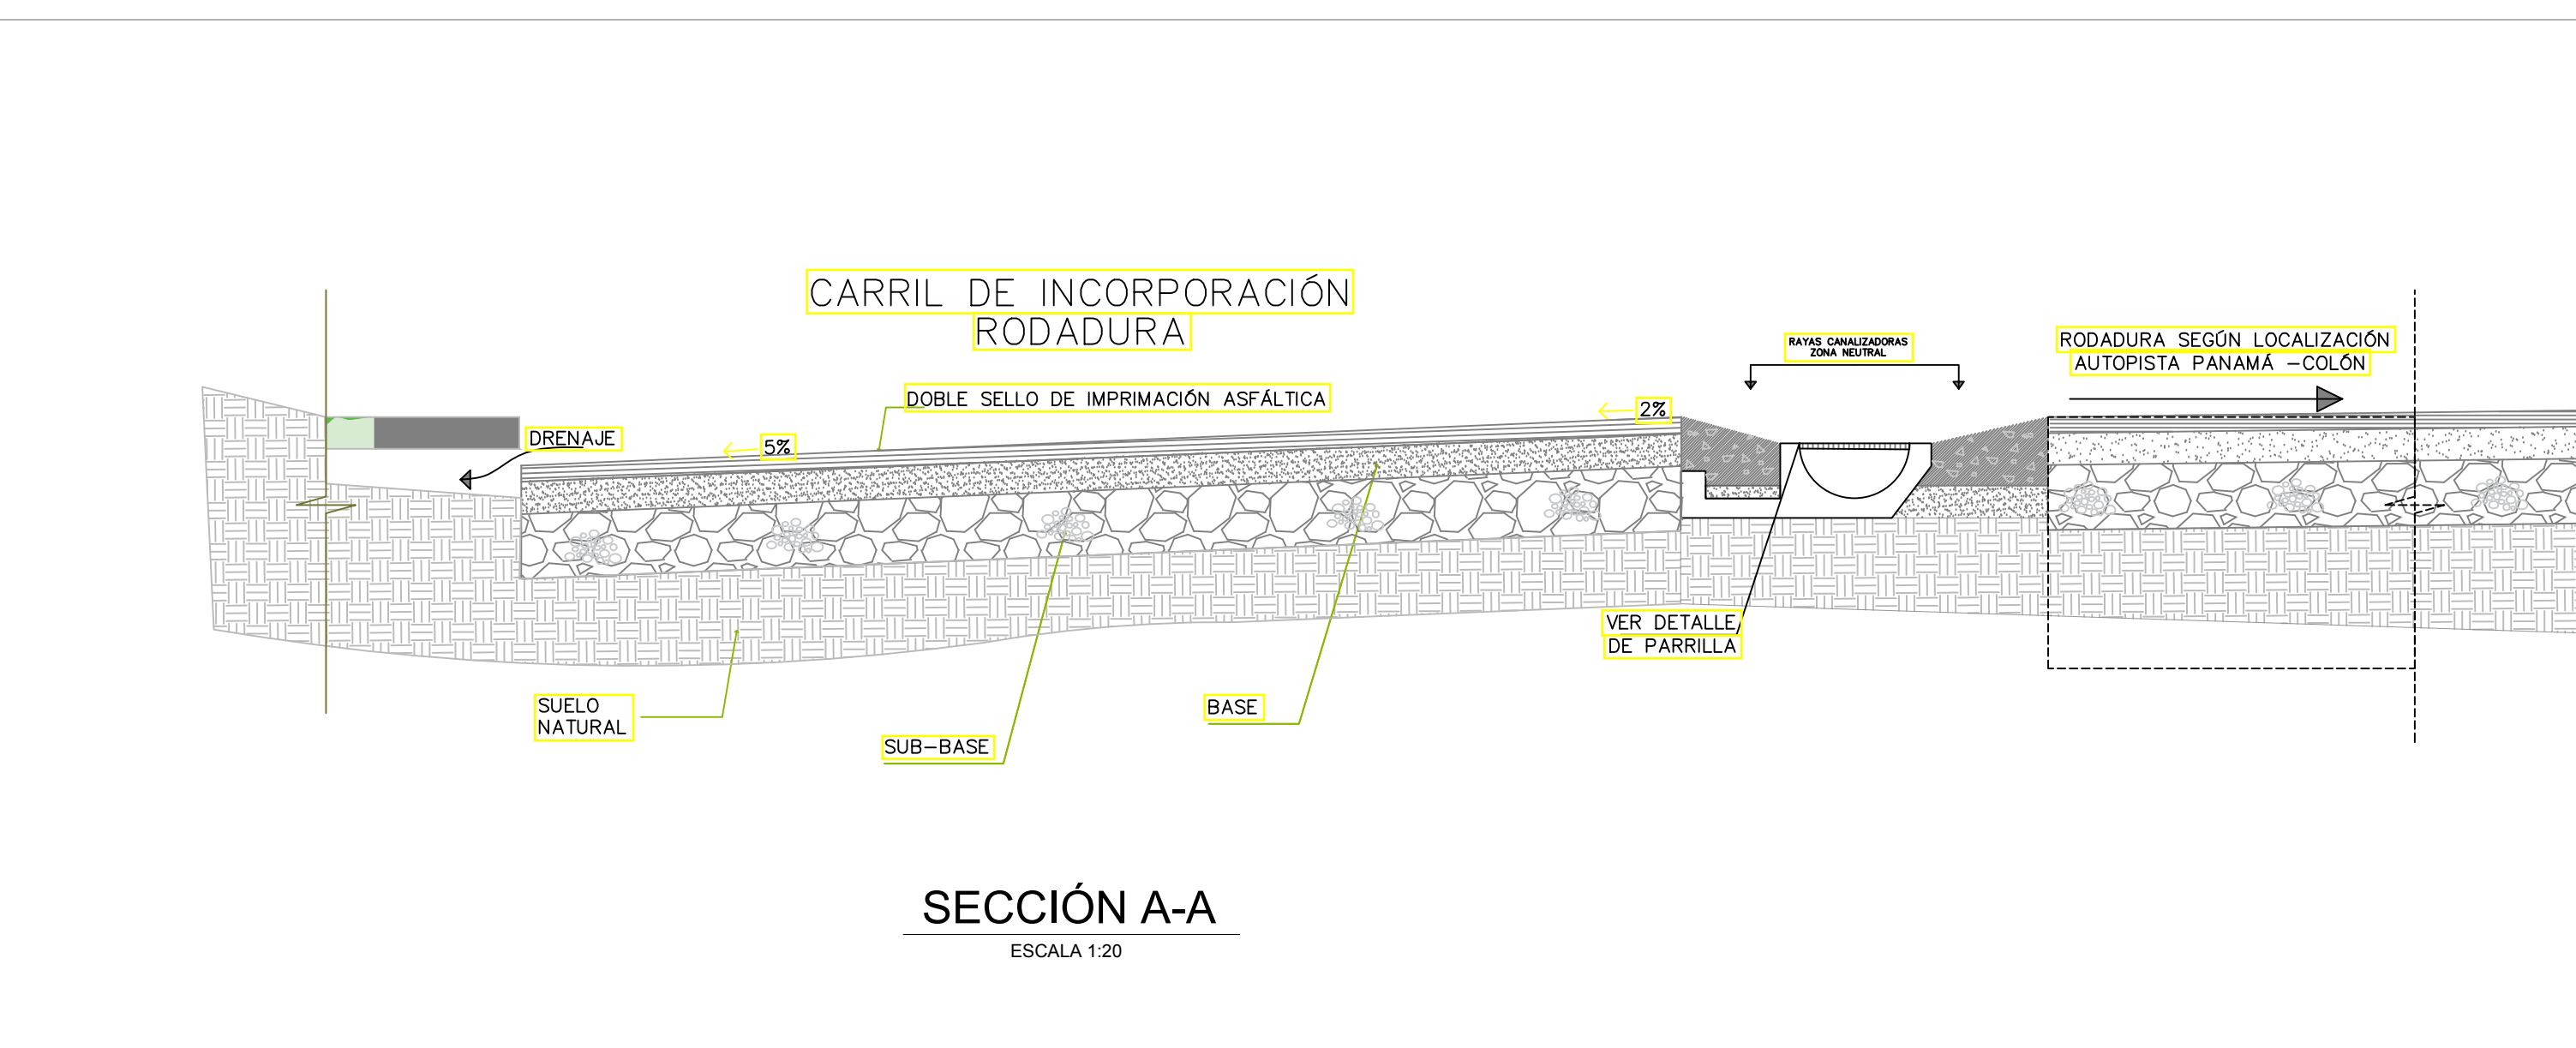 CARRIL DE INCORPORACIÓN
RODADURA
RAYAS CANALIZADORAS
ZONA NEUTRAL
RODADURA SEGÚN LOCALIZACIÓN
AUTOPISTA PANAMÁ -COLÓN
DOBLE SELLO DE IMPRIMACIÓN ASFÁLTICA
2%
DRENAJE
5%
VER DETALLE
DE PARRILLA
SUELO
NATURAL
BASE
SUB-BASE
SECCIÓN A-A
ESCALA 1:20